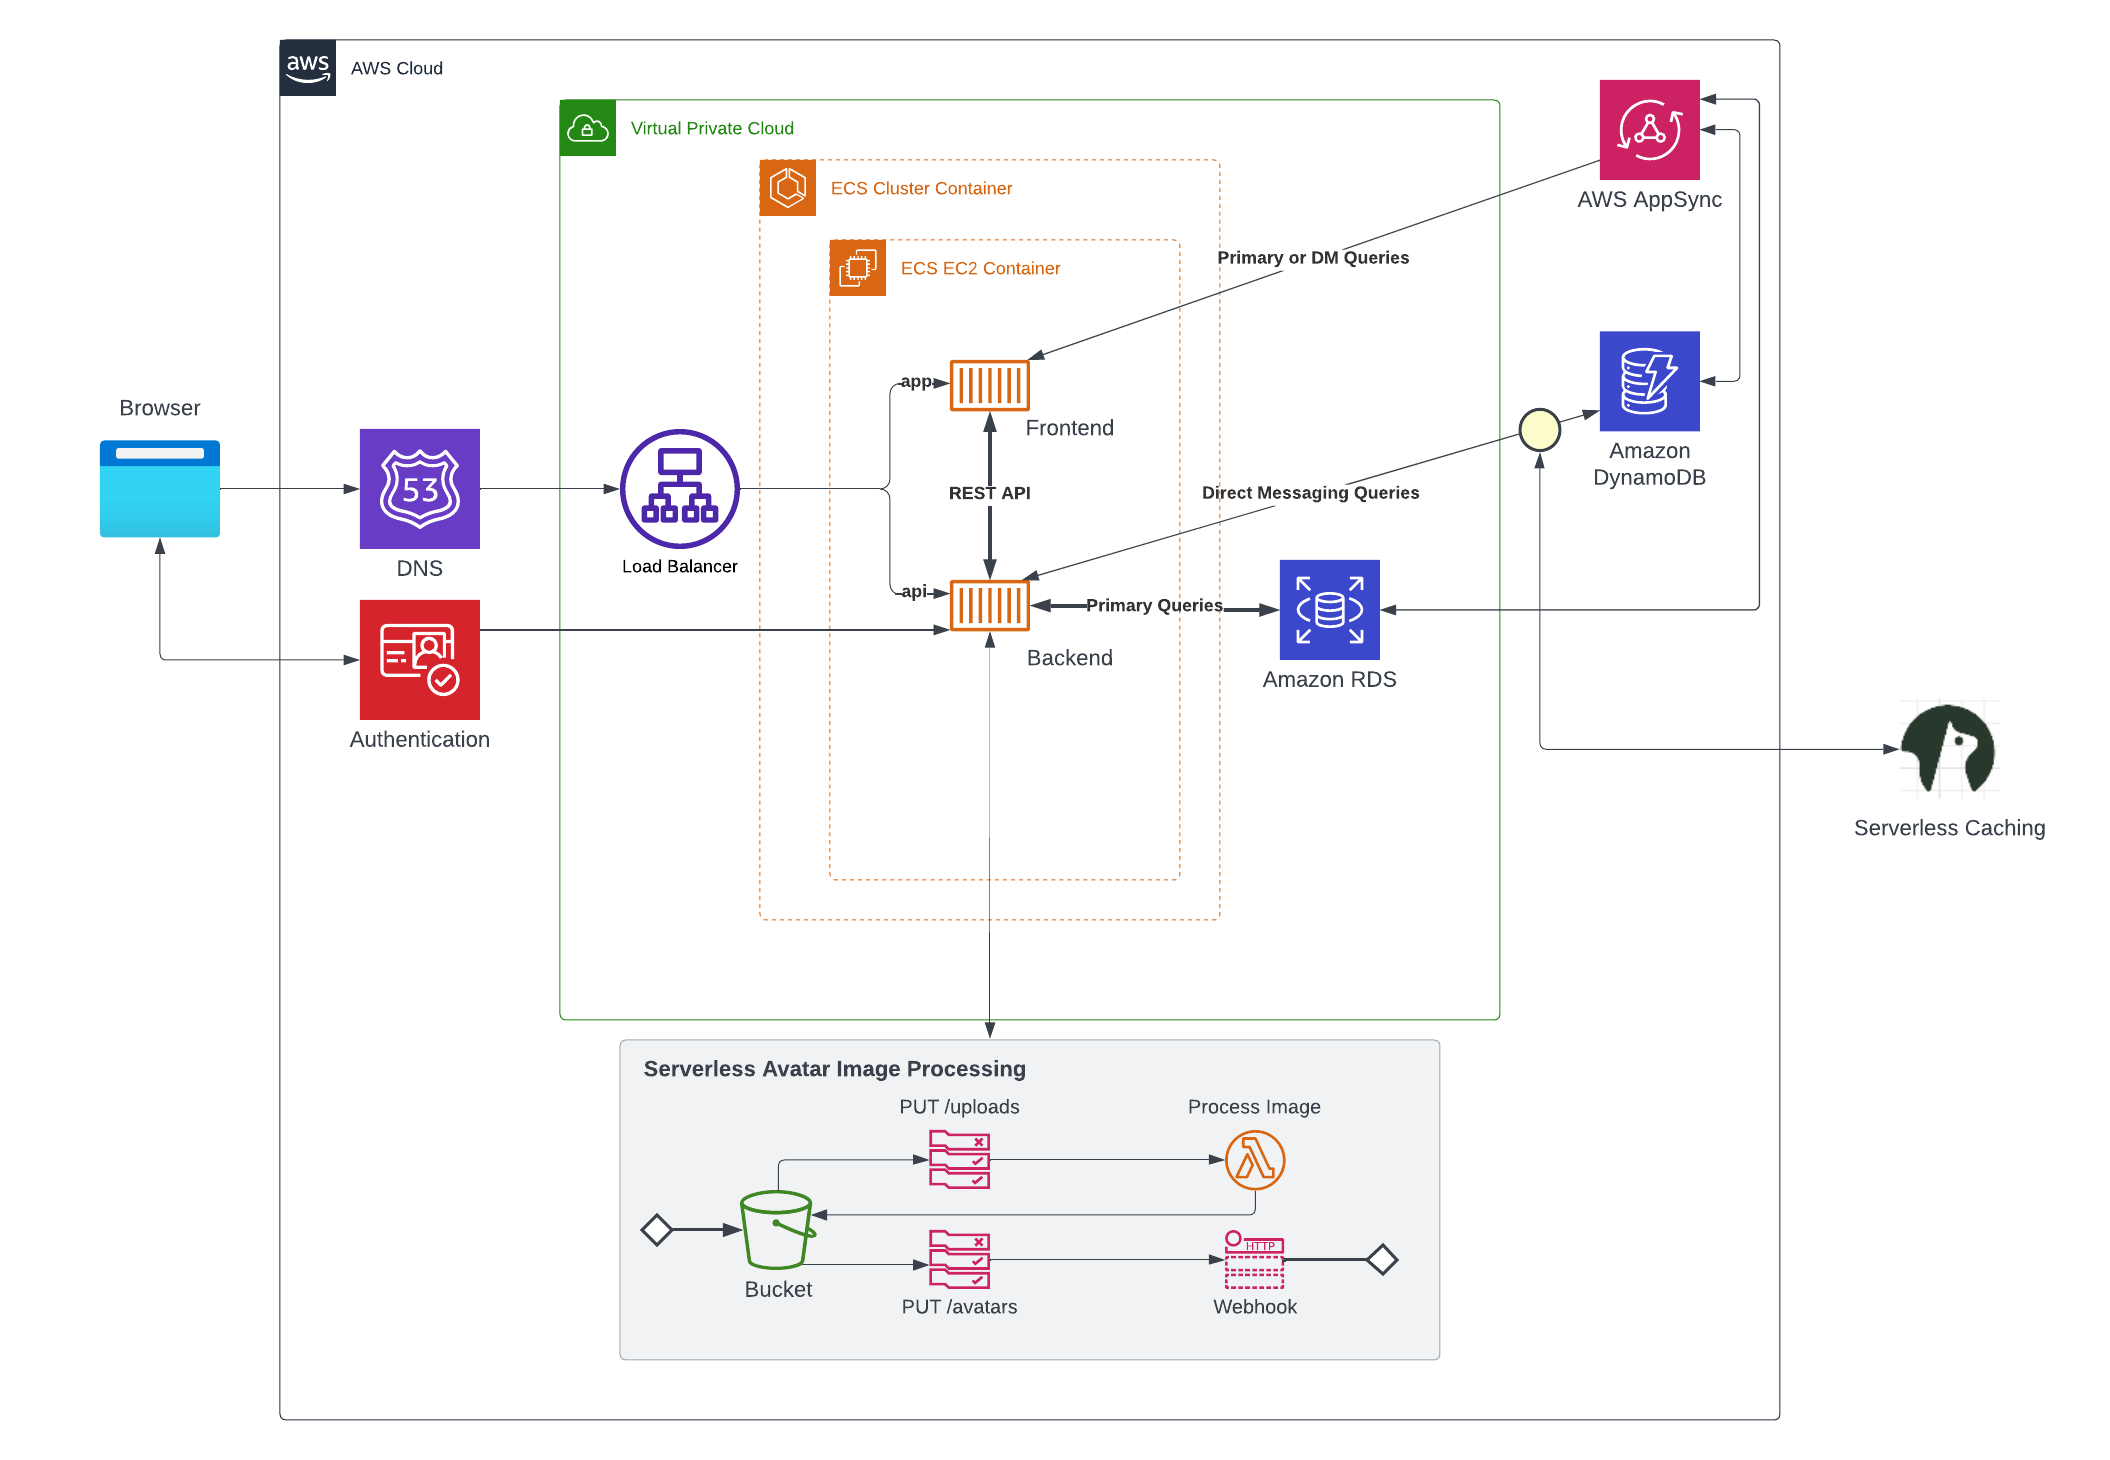 aws
AWS Cloud
Virtual Private Cloud
ECS Cluster Container
AWS AppSync
Primary or DM Queries
ECS EC2 Container
app
Browser
Frontend
Amazon
DynamoDB
53
REST API
Direct Messaging Queries
DNS
Load Balancer
api
Primary Queries
Backend
Amazon RDS
Authentication
Serverless Caching
Serverless Avatar Image Processing
PUT /uploads
Process Image
HTTP
Bucket
PUT /avatars
Webhook